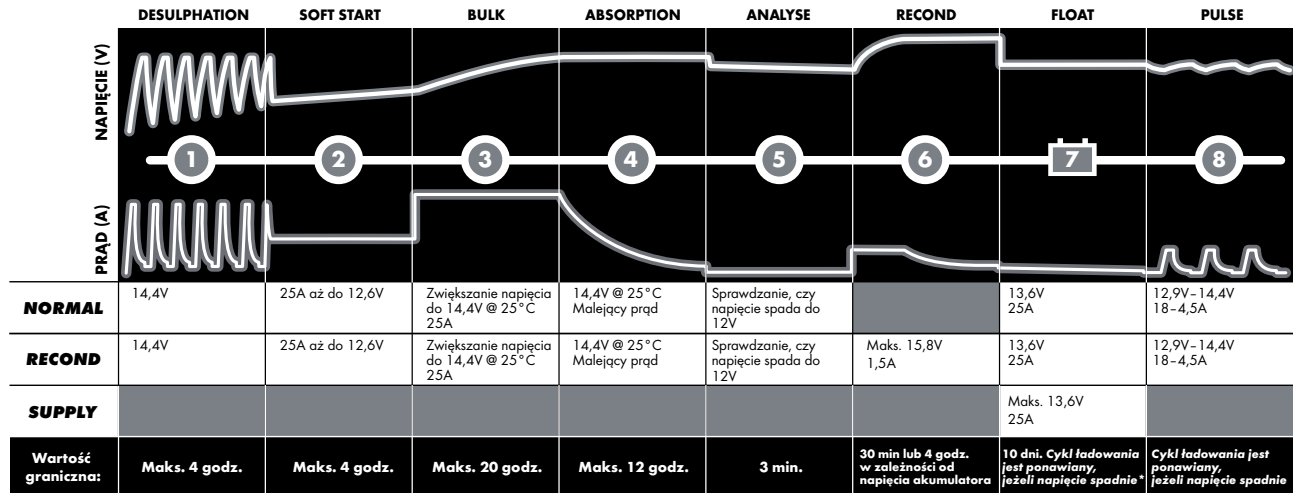 DESULPHATION SOFT START BULK ABSORPTION ANALYSE RECOND FLOAT PULSE
NAPIĘCIE (V)
1 2 3 4 5 6 7 8
PRĄD (A)
NORMAL
14,4V
25A aż do 12,6V
Zwiększanie napięcia
do 14,4V @ 25°C
25A
14,4V @ 25°C
Malejący prąd
Sprawdzanie, czy
napięcie spada do
12V
13,6V
25A
12,9V–14,4V
18–4,5A
RECOND
14,4V
25A aż do 12,6V
Zwiększanie napięcia
do 14,4V @ 25°C
25A
14,4V @ 25°C
Malejący prąd
Sprawdzanie, czy
napięcie spada do
12V
Maks. 15,8V
1,5A
13,6V
25A
12,9V–14,4V
18–4,5A
SUPPLY
Maks. 13,6V
25A
Wartość
graniczna:
Maks. 4 godz.
Maks. 4 godz.
Maks. 20 godz.
Maks. 12 godz.
3 min.
30 min lub 4 godz.
w zależności od
napięcia akumulatora
10 dni. Cykl ładowania
jest ponawiany,
jeżeli napięcie spadnie*
Cykl ładowania jest
ponawiany,
jeżeli napięcie spadnie